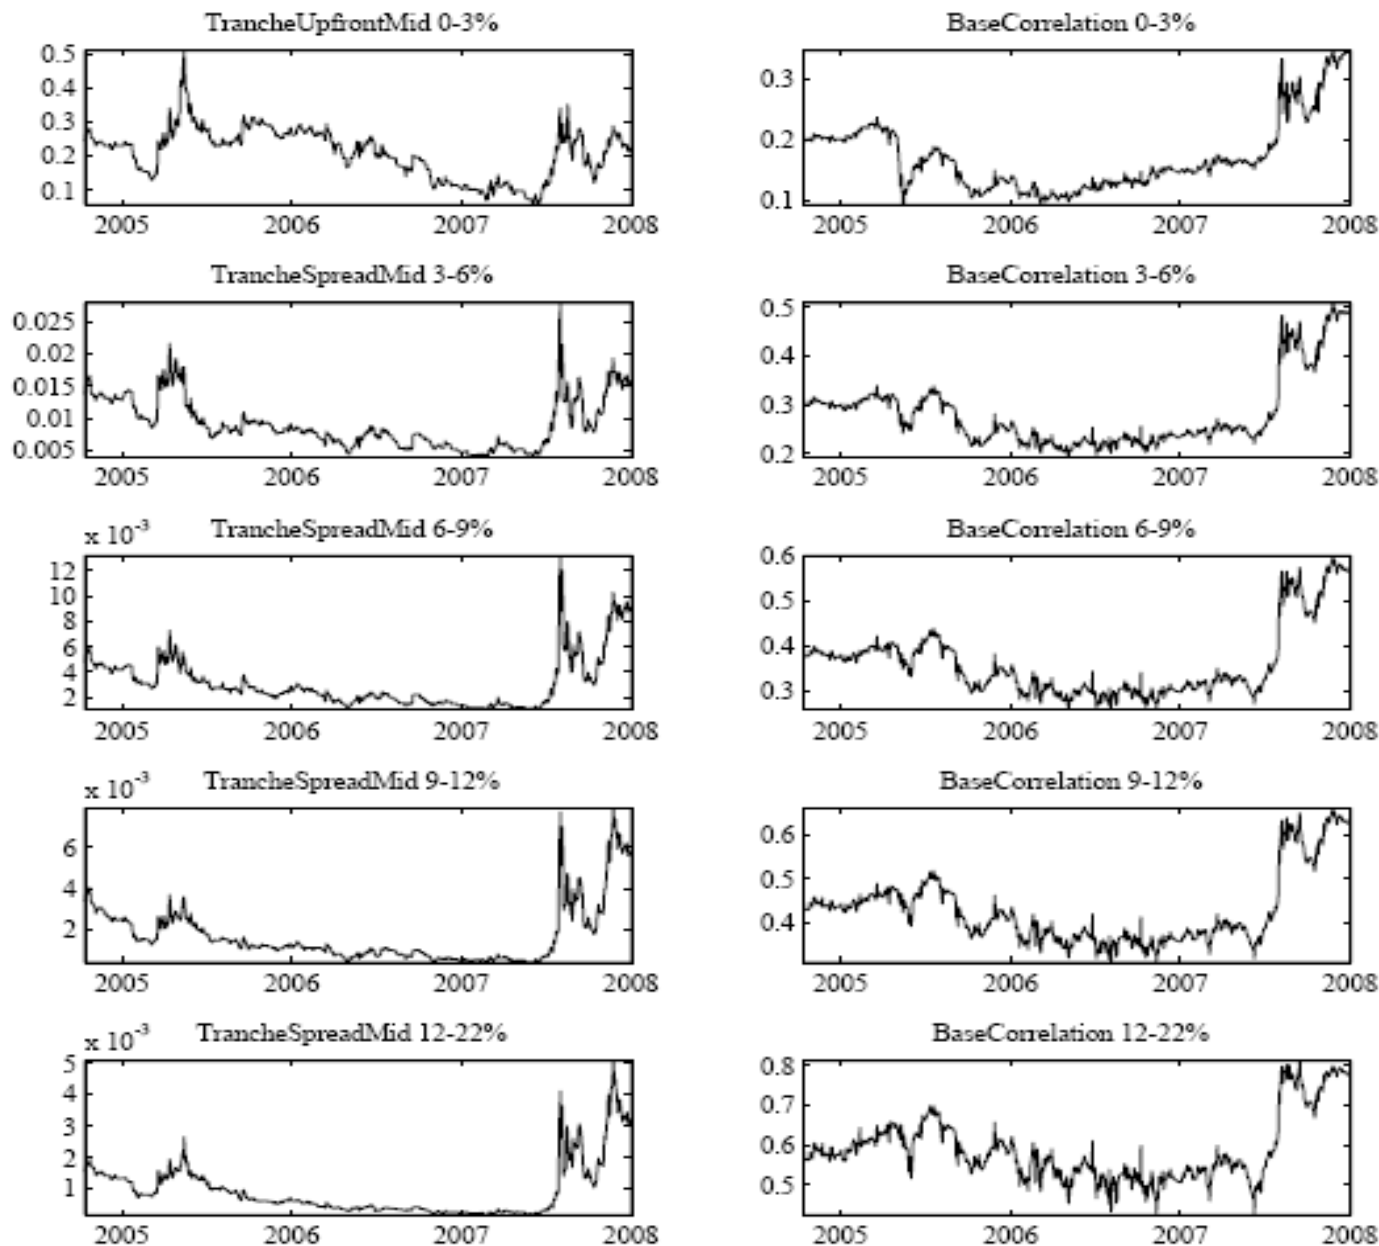 TrancheUpfrontMid 0-3%
0.5
0.4
0.3
0.2
0.1
2005 2006 2007 2008
BaseCorrelation 0-3%
0.3
0.2
0.1
2005 2006 2007 2008
TrancheSpreadMid 3-6%
0.025
0.02
0.015
0.01
0.005
2005 2006 2007 2008
BaseCorrelation 3-6%
0.5
0.4
0.3
0.2
2005 2006 2007 2008
x 10⁻³ TrancheSpreadMid 6-9%
12
10
8
6
4
2
2005 2006 2007 2008
BaseCorrelation 6-9%
0.6
0.5
0.4
0.3
2005 2006 2007 2008
x 10⁻³ TrancheSpreadMid 9-12%
6
4
2
2005 2006 2007 2008
BaseCorrelation 9-12%
0.6
0.5
0.4
2005 2006 2007 2008
x 10⁻³ TrancheSpreadMid 12-22%
5
4
3
2
1
2005 2006 2007 2008
BaseCorrelation 12-22%
0.8
0.7
0.6
0.5
2005 2006 2007 2008